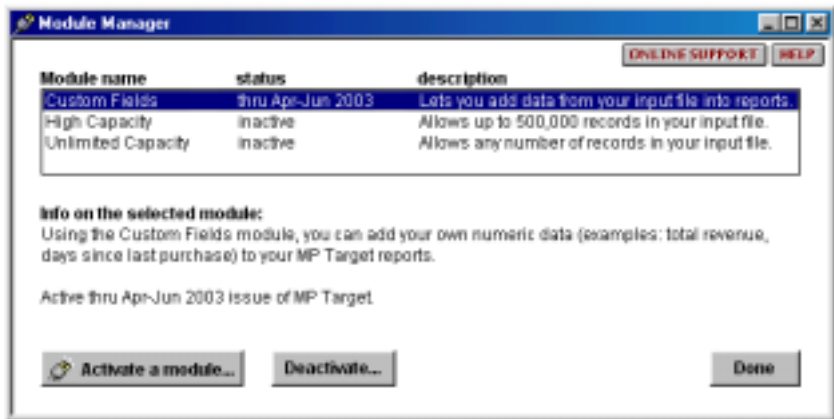 Module Manager
ONLINE SUPPORT HELP
Module name status description
Custom Fields thru Apr-Jun 2003 Lets you add data from your input file into reports.
High Capacity inactive Allows up to 500,000 records in your input file.
Unlimited Capacity inactive Allows any number of records in your input file.
Info on the selected module:
Using the Custom Fields module, you can add your own numeric data (examples: total revenue,
days since last purchase) to your MP Target reports.
Active thru Apr-Jun 2003 issue of MP Target.
Activate a module... Deactivate... Done